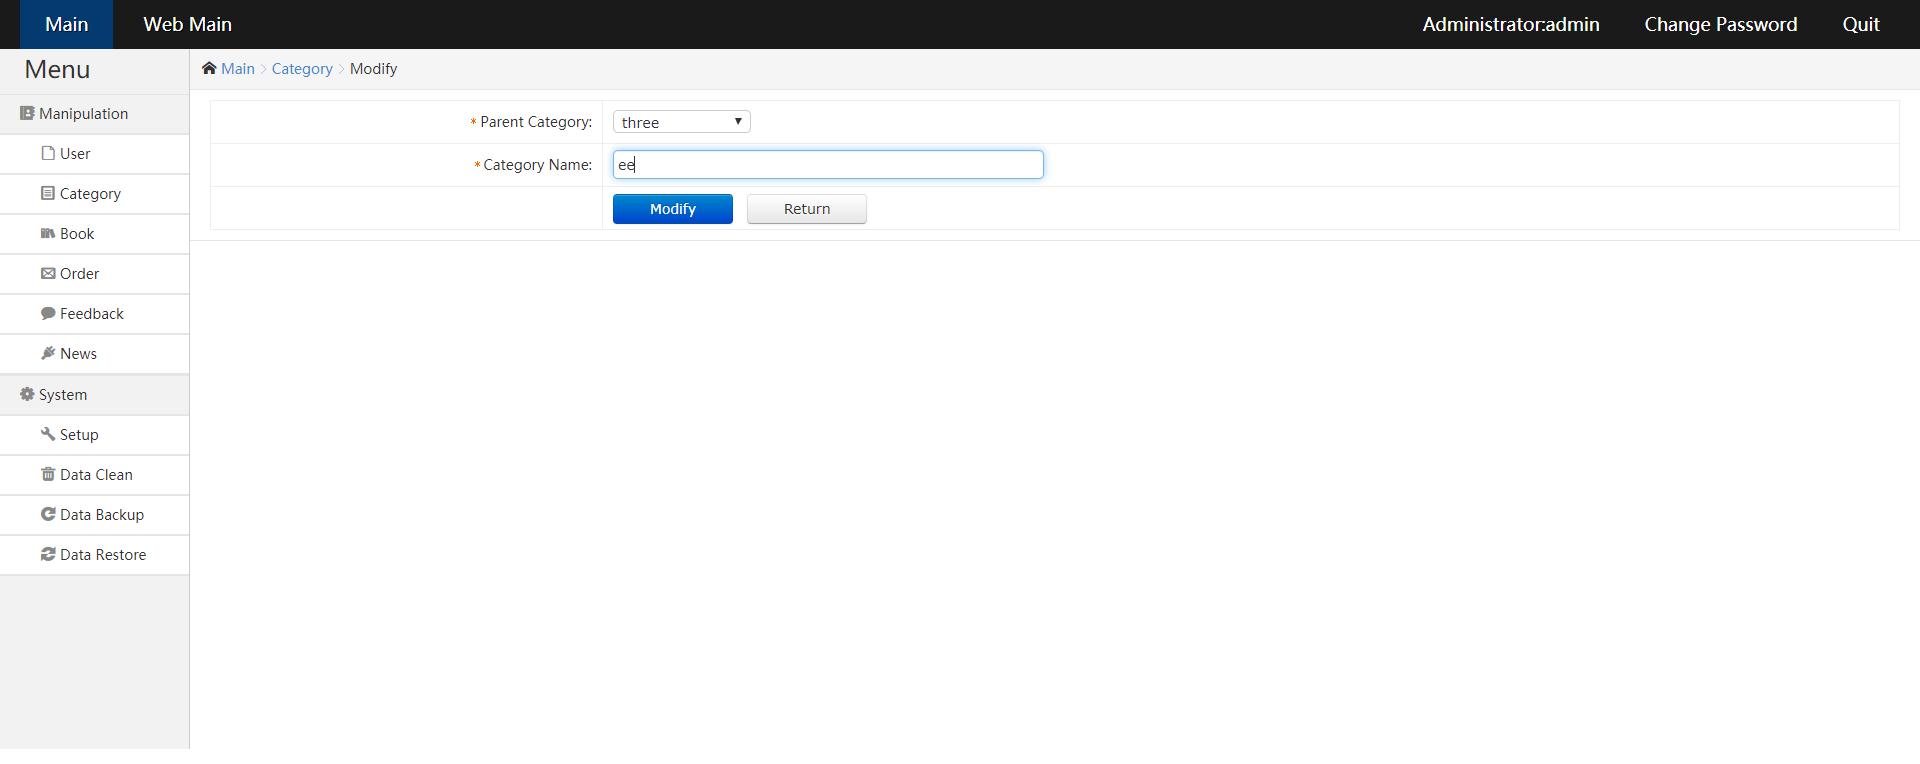 Main Web Main Administrator:admin Change Password Quit
Menu
Main > Category > Modify
Manipulation
User
Category
Book
Order
Feedback
News
System
Setup
Data Clean
Data Backup
Data Restore
* Parent Category: three
* Category Name: ee
Modify Return